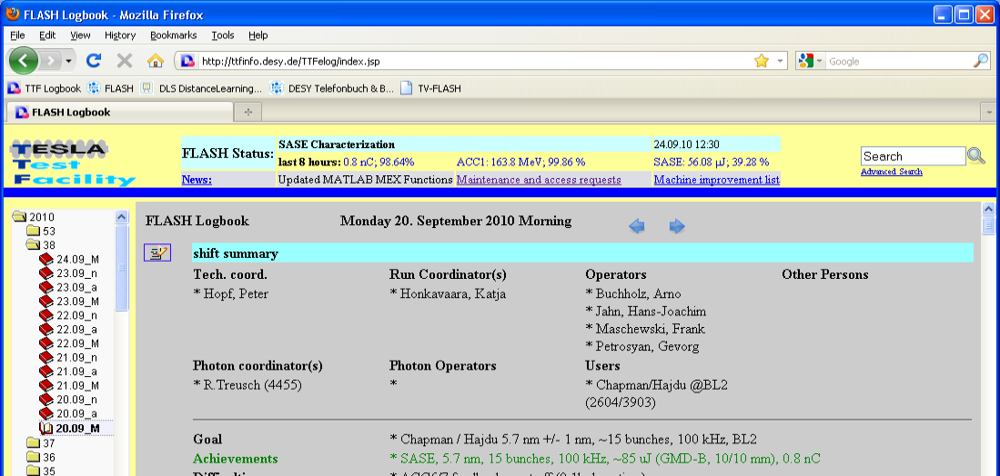 FLASH Logbook - Mozilla Firefox
File Edit View History Bookmarks Tools Help
http://ttfinfo.desy.de/TTFelog/index.jsp
Google
TTF Logbook FLASH DLS DistanceLearning... DESY Telefonbuch & B... TV-FLASH
FLASH Logbook
TESLA
Test
Facility
FLASH Status:
SASE Characterization 24.09.10 12:30
last 8 hours: 0.8 nC; 98.64% ACC1: 163.8 MeV; 99.86 % SASE: 56.08 µJ; 39.28 %
News: Updated MATLAB MEX Functions Maintenance and access requests Machine improvement list
Search
Advanced Search
2010
53
38
24.09_M
23.09_n
23.09_a
23.09_M
22.09_n
22.09_a
22.09_M
21.09_n
21.09_a
21.09_M
20.09_n
20.09_a
20.09_M
37
36
35
FLASH Logbook Monday 20. September 2010 Morning
shift summary
Tech. coord. Run Coordinator(s) Operators Other Persons
* Hopf, Peter * Honkavaara, Katja * Buchholz, Arno
* Jahn, Hans-Joachim
* Maschewski, Frank
* Petrosyan, Gevorg
Photon coordinator(s) Photon Operators Users
* R.Treusch (4455) * * Chapman/Hajdu @BL2
(2604/3903)
Goal * Chapman / Hajdu 5.7 nm +/- 1 nm, ~15 bunches, 100 kHz, BL2
Achievements * SASE, 5.7 nm, 15 bunches, 100 kHz, ~85 uJ (GMD-B, 10/10 mm), 0.8 nC